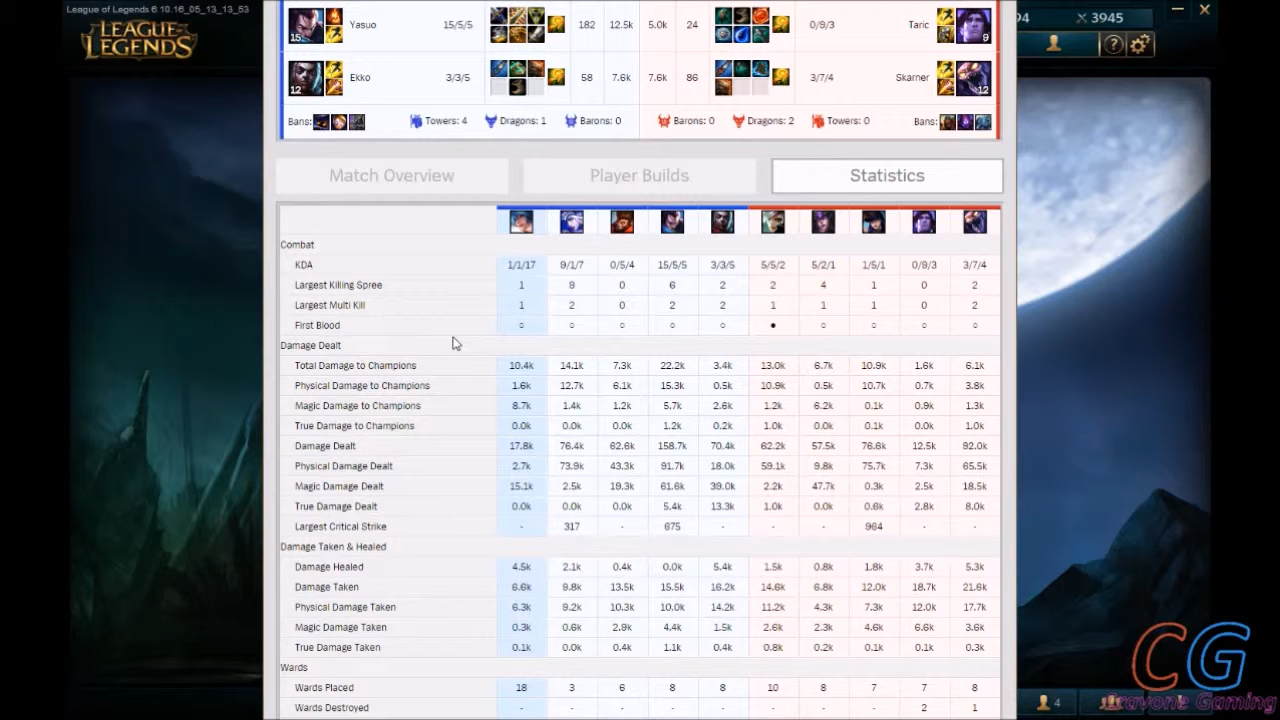 League of Legends 6.10.16_05_13_13_53
LEAGUE OF
LEGENDS
3945
?
15 Yasuo 15/5/5 182 12.5k 5.0k 24 0/9/3 Taric 9
12 Ekko 3/3/5 58 7.6k 7.6k 86 3/7/4 Skarner 12
Bans: Towers: 4 Dragons: 1 Barons: 0 Barons: 0 Dragons: 2 Towers: 0 Bans:
Match Overview Player Builds Statistics
Combat
KDA 1/1/17 9/1/7 0/5/4 15/5/5 3/3/5 5/5/2 5/2/1 1/5/1 0/9/3 3/7/4
Largest Killing Spree 1 9 0 6 2 2 4 1 0 2
Largest Multi Kill 1 2 0 2 2 1 1 1 0 2
First Blood ○ ○ ○ ○ ○ ● ○ ○ ○ ○
Damage Dealt
Total Damage to Champions 10.4k 14.1k 7.3k 22.2k 3.4k 13.0k 6.7k 10.9k 1.6k 6.1k
Physical Damage to Champions 1.6k 12.7k 6.1k 15.3k 0.5k 10.9k 0.5k 10.7k 0.7k 3.8k
Magic Damage to Champions 8.7k 1.4k 1.2k 5.7k 2.6k 1.2k 6.2k 0.1k 0.9k 1.3k
True Damage to Champions 0.0k 0.0k 0.0k 1.2k 0.2k 1.0k 0.0k 0.1k 0.0k 1.0k
Damage Dealt 17.8k 76.4k 62.6k 158.7k 70.4k 62.2k 57.5k 76.6k 12.5k 92.0k
Physical Damage Dealt 2.7k 73.9k 43.3k 91.7k 18.0k 59.1k 9.8k 75.7k 7.3k 65.5k
Magic Damage Dealt 15.1k 2.5k 19.3k 61.6k 39.0k 2.2k 47.7k 0.3k 2.5k 18.5k
True Damage Dealt 0.0k 0.0k 0.0k 5.4k 13.3k 1.0k 0.0k 0.6k 2.8k 8.0k
Largest Critical Strike - 317 - 675 - - - 964 - -
Damage Taken & Healed
Damage Healed 4.5k 2.1k 0.4k 0.0k 5.4k 1.5k 0.8k 1.8k 3.7k 5.3k
Damage Taken 6.6k 9.8k 13.5k 15.5k 16.2k 14.6k 6.8k 12.0k 18.7k 21.6k
Physical Damage Taken 6.3k 9.2k 10.3k 10.0k 14.2k 11.2k 4.3k 7.3k 12.0k 17.7k
Magic Damage Taken 0.3k 0.6k 2.9k 4.4k 1.5k 2.6k 2.3k 4.6k 6.6k 3.6k
True Damage Taken 0.1k 0.0k 0.4k 1.1k 0.4k 0.8k 0.2k 0.1k 0.1k 0.3k
Wards
Wards Placed 18 3 6 8 8 10 8 7 7 8
Wards Destroyed - - - - - - - - 2 1
CG
Gaming
4